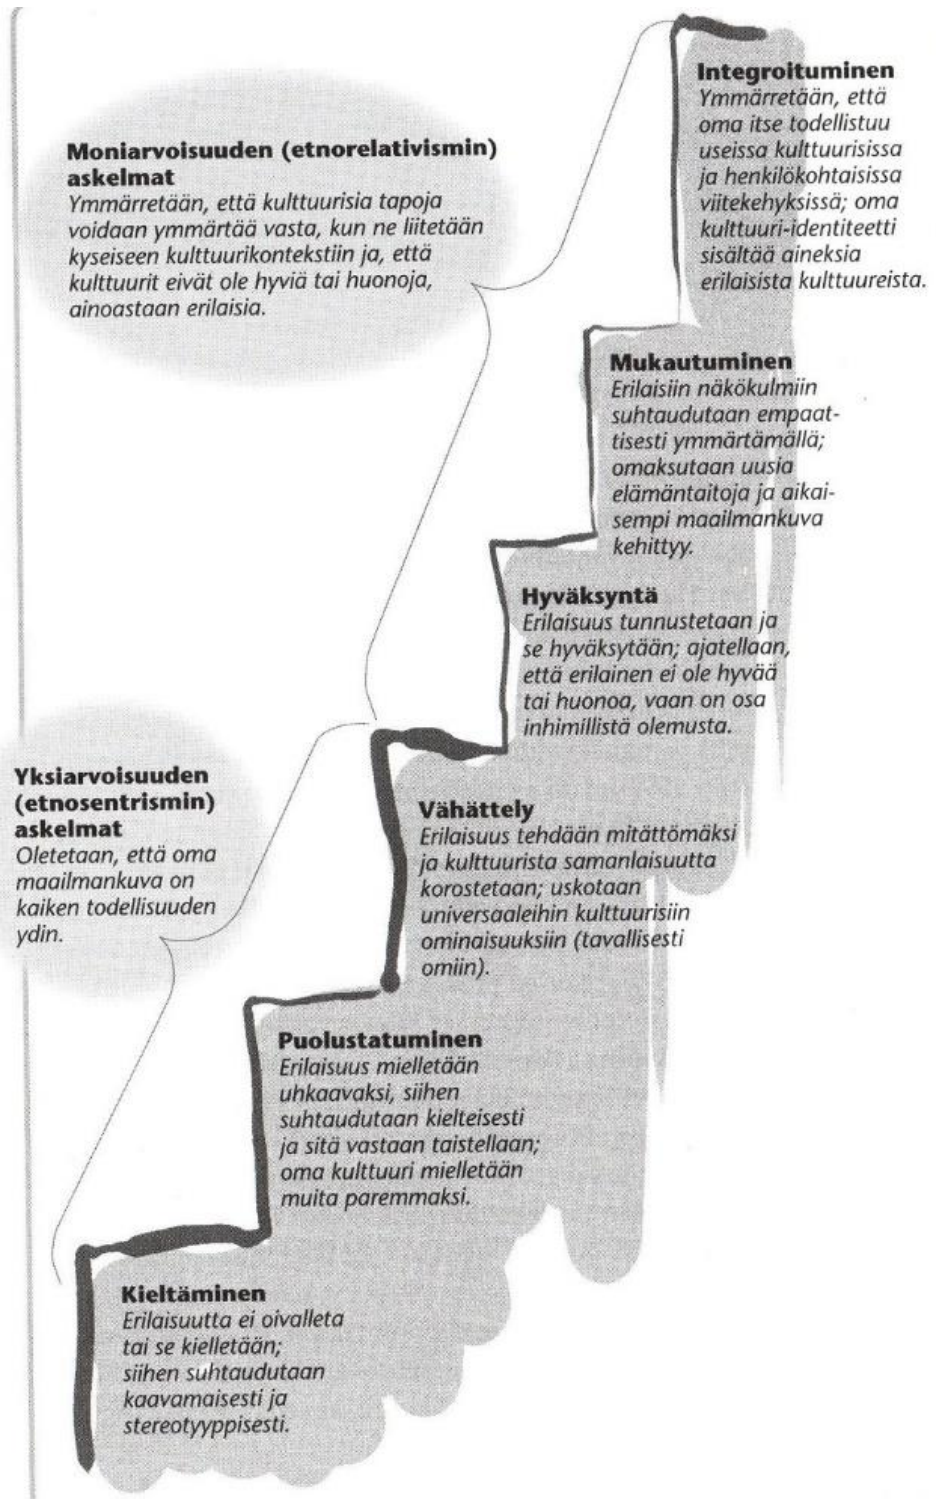 Integroituminen
Ymmärretään, että
oma itse todellistuu
useissa kulttuurisissa
ja henkilökohtaisissa
viitekehyksissä; oma
kulttuuri-identiteetti
sisältää aineksia
erilaisista kulttuureista.
Moniarvoisuuden (etnorelativismin)
askelmat
Ymmärretään, että kulttuurisia tapoja
voidaan ymmärtää vasta, kun ne liitetään
kyseiseen kulttuurikontekstiin ja, että
kulttuurit eivät ole hyviä tai huonoja,
ainoastaan erilaisia.
Mukautuminen
Erilaisiin näkökulmiin
suhtaudutaan empaat-
tisesti ymmärtämällä;
omaksutaan uusia
elämäntaitoja ja aikai-
sempi maailmankuva
kehittyy.
Hyväksyntä
Erilaisuus tunnustetaan ja
se hyväksytään; ajatellaan,
että erilainen ei ole hyvää
tai huonoa, vaan on osa
inhimillistä olemusta.
Yksiarvoisuuden
(etnosentrismin)
askelmat
Oletetaan, että oma
maailmankuva on
kaiken todellisuuden
ydin.
Vähättely
Erilaisuus tehdään mitättömäksi
ja kulttuurista samanlaisuutta
korostetaan; uskotaan
universaaleihin kulttuurisiin
ominaisuuksiin (tavallisesti
omiin).
Puolustatuminen
Erilaisuus mielletään
uhkaavaksi, siihen
suhtaudutaan kielteisesti
ja sitä vastaan taistellaan;
oma kulttuuri mielletään
muita paremmaksi.
Kieltäminen
Erilaisuutta ei oivalleta
tai se kielletään;
siihen suhtaudutaan
kaavamaisesti ja
stereotyyppisesti.